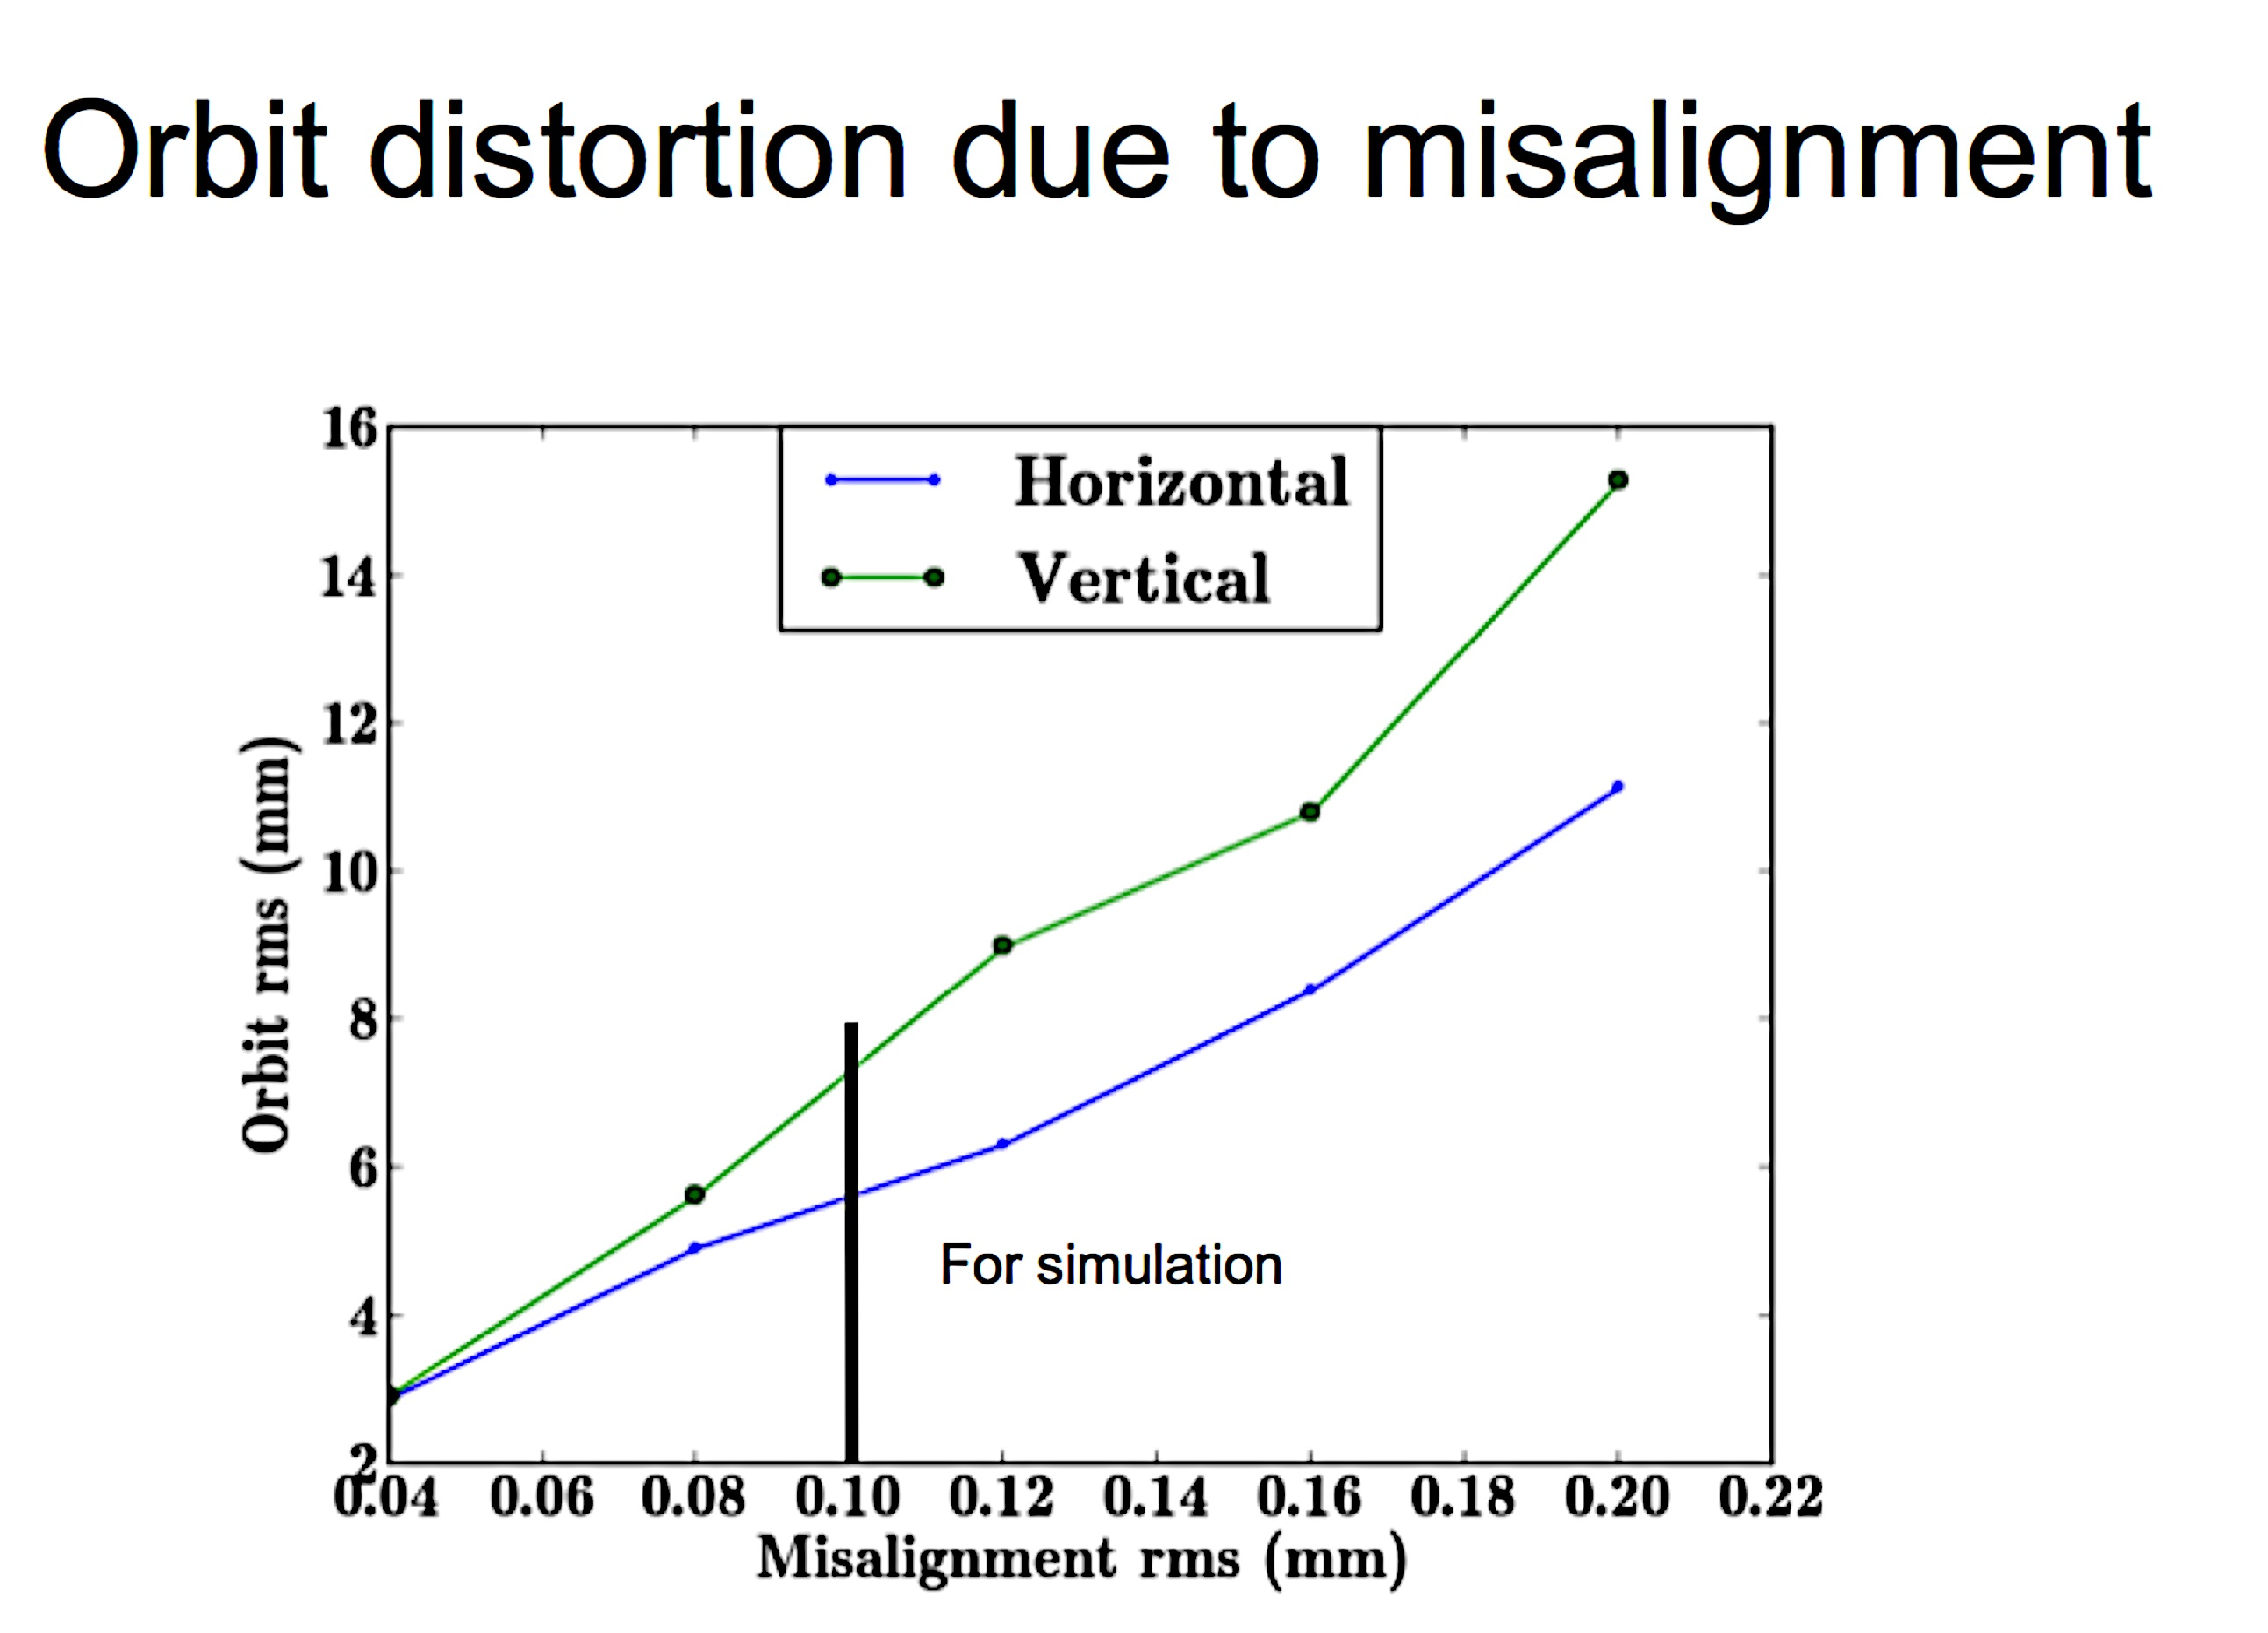 Orbit distortion due to misalignment
Horizontal
Vertical
16
14
12
10
8
6
4
2
Orbit rms (mm)
For simulation
0.04 0.06 0.08 0.10 0.12 0.14 0.16 0.18 0.20 0.22
Misalignment rms (mm)